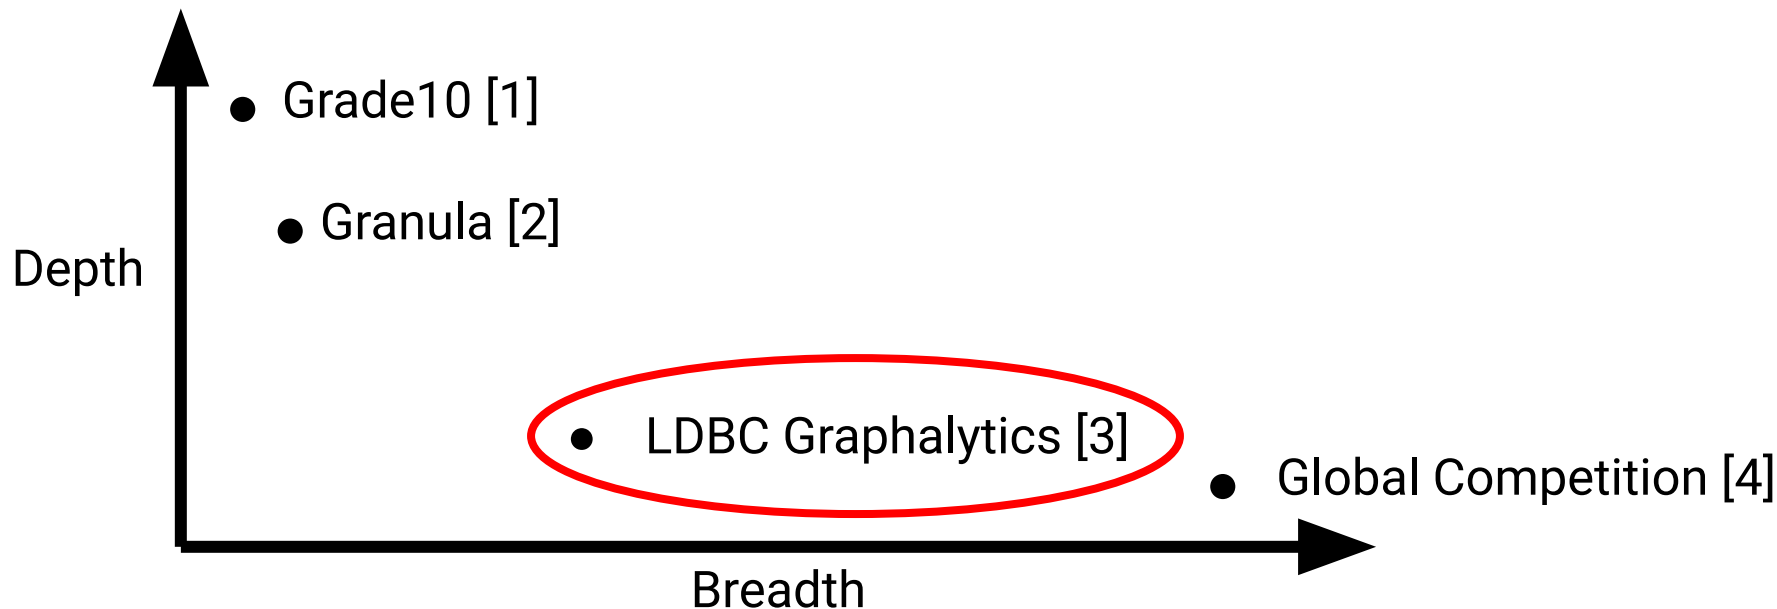 Grade10 [1]
Granula [2]
Depth
LDBC Graphalytics [3]
Global Competition [4]
Breadth